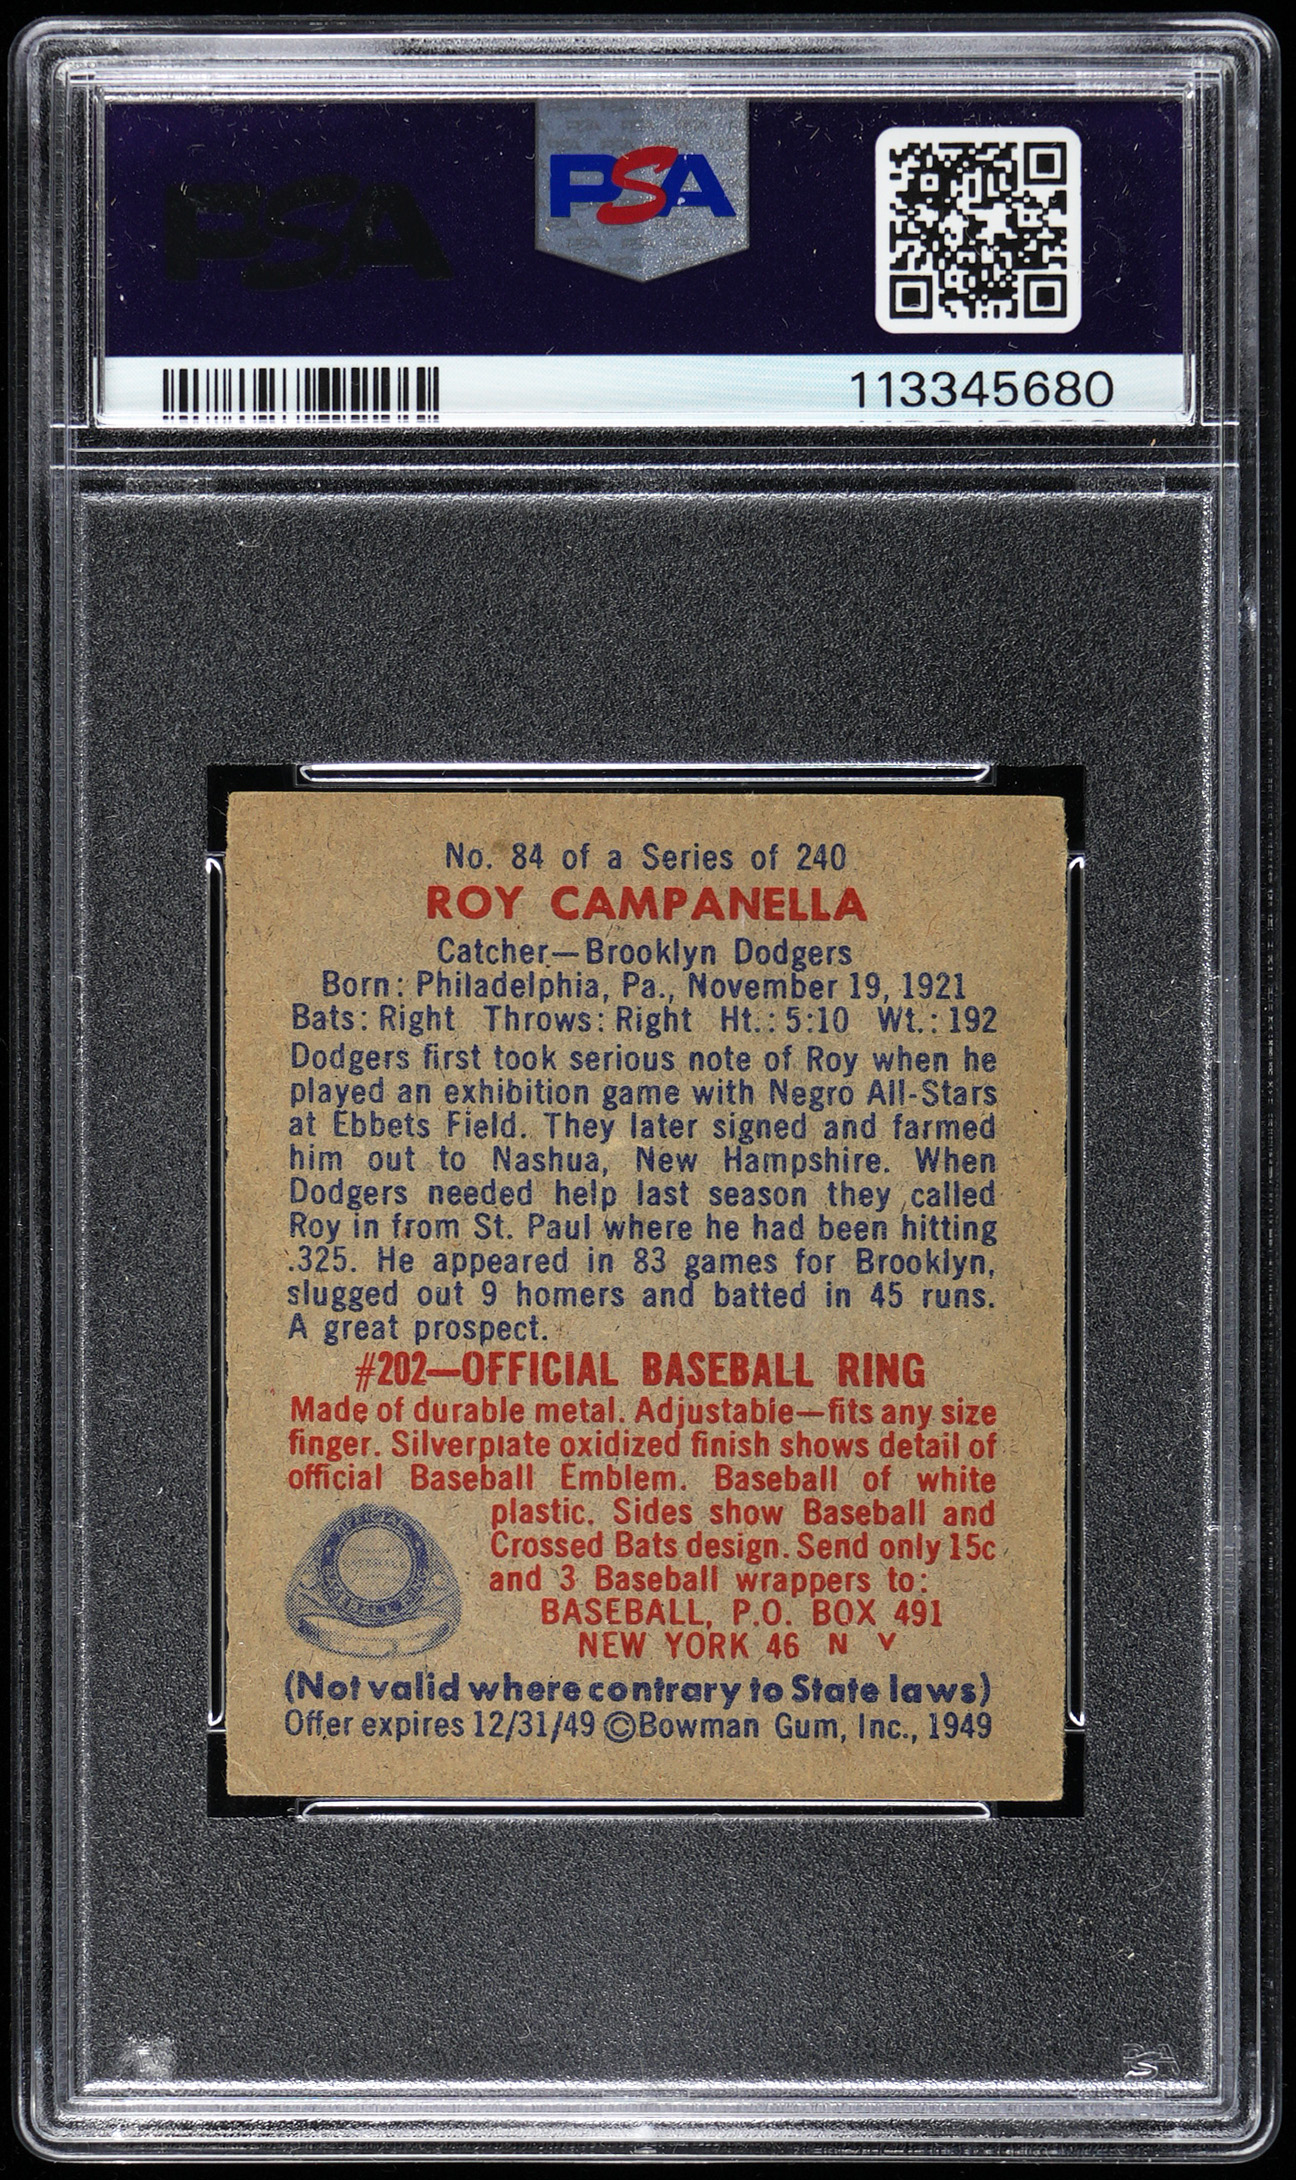 PSA
PSA
113345680
No. 84 of a Series of 240
ROY CAMPANELLA
Catcher—Brooklyn Dodgers
Born: Philadelphia, Pa., November 19, 1921
Bats: Right Throws: Right Ht.: 5:10 Wt.: 192
Dodgers first took serious note of Roy when he
played an exhibition game with Negro All-Stars
at Ebbets Field. They later signed and farmed
him out to Nashua, New Hampshire. When
Dodgers needed help last season they called
Roy in from St. Paul where he had been hitting
.325. He appeared in 83 games for Brooklyn,
slugged out 9 homers and batted in 45 runs.
A great prospect.
#202—OFFICIAL BASEBALL RING
Made of durable metal. Adjustable—fits any size
finger. Silverplate oxidized finish shows detail of
official Baseball Emblem. Baseball of white
plastic. Sides show Baseball and
Crossed Bats design. Send only 15c
and 3 Baseball wrappers to:
BASEBALL, P.O. BOX 491
NEW YORK 46 N Y
(Not valid where contrary to State laws)
Offer expires 12/31/49 ©Bowman Gum, Inc., 1949
PSA